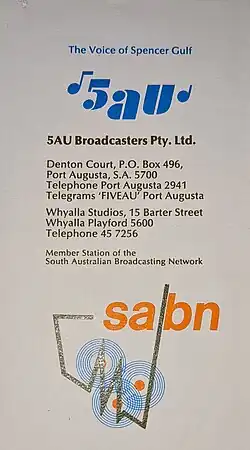 The Voice of Spencer Gulf
5au
5AU Broadcasters Pty. Ltd.
Denton Court, P.O. Box 496,
Port Augusta, S.A. 5700
Telephone Port Augusta 2941
Telegrams 'FIVEAU' Port Augusta
Whyalla Studios, 15 Barter Street
Whyalla Playford 5600
Telephone 45 7256
Member Station of the
South Australian Broadcasting Network
sabn